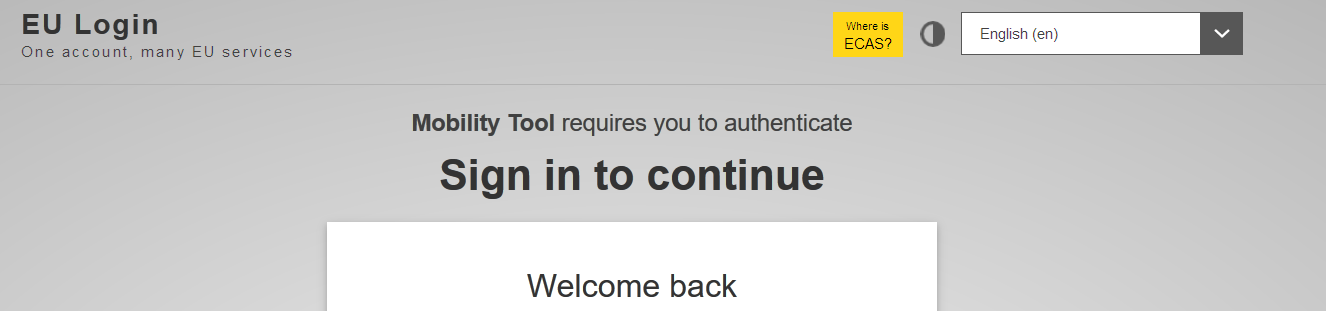 EU Login
One account, many EU services
Where is
ECAS?
English (en)
Mobility Tool requires you to authenticate
Sign in to continue
Welcome back